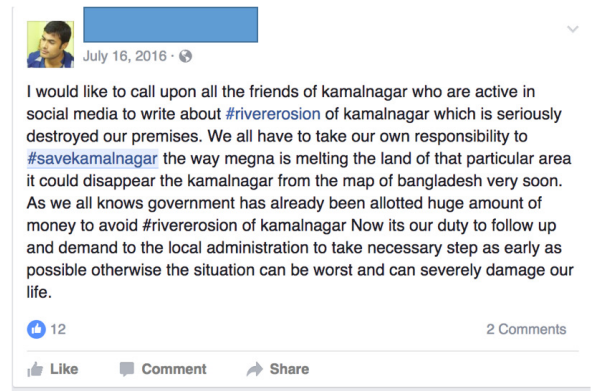 July 16, 2016 ·
I would like to call upon all the friends of kamalnagar who are active in
social media to write about #rivererosion of kamalnagar which is seriously
destroyed our premises. We all have to take our own responsibility to
#savekamalnagar the way megna is melting the land of that particular area
it could disappear the kamalnagar from the map of bangladesh very soon.
As we all knows government has already been allotted huge amount of
money to avoid #rivererosion of kamalnagar Now its our duty to follow up
and demand to the local administration to take necessary step as early as
possible otherwise the situation can be worst and can severely damage our
life.
12 2 Comments
Like Comment Share